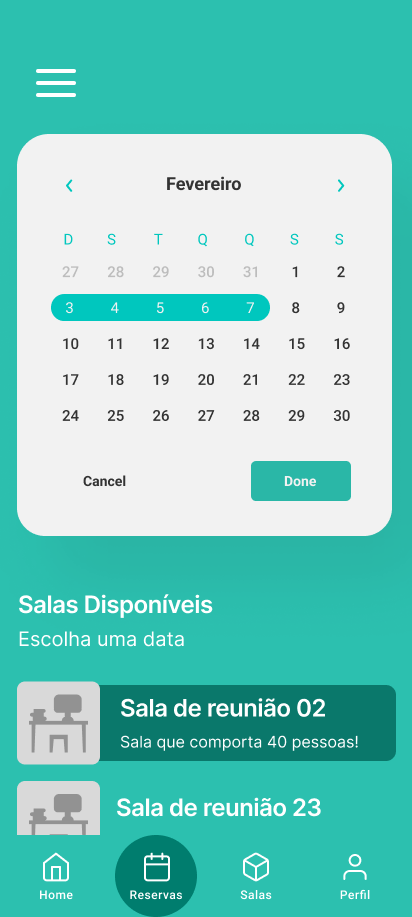 Fevereiro
D S T Q Q S S
27 28 29 30 31 1 2
3 4 5 6 7 8 9
10 11 12 13 14 15 16
17 18 19 20 21 22 23
24 25 26 27 28 29 30
Cancel Done
Salas Disponíveis
Escolha uma data
Sala de reunião 02
Sala que comporta 40 pessoas!
Sala de reunião 23
Home Reservas Salas Perfil